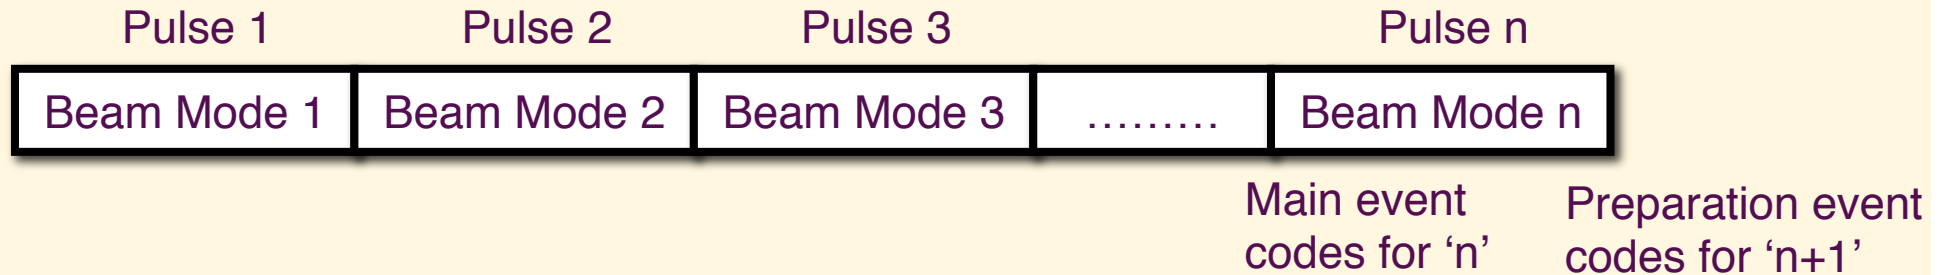 Pulse 1 Pulse 2 Pulse 3 Pulse n
Beam Mode 1 Beam Mode 2 Beam Mode 3 ......... Beam Mode n
Main event Preparation event
codes for ‘n’ codes for ‘n+1’